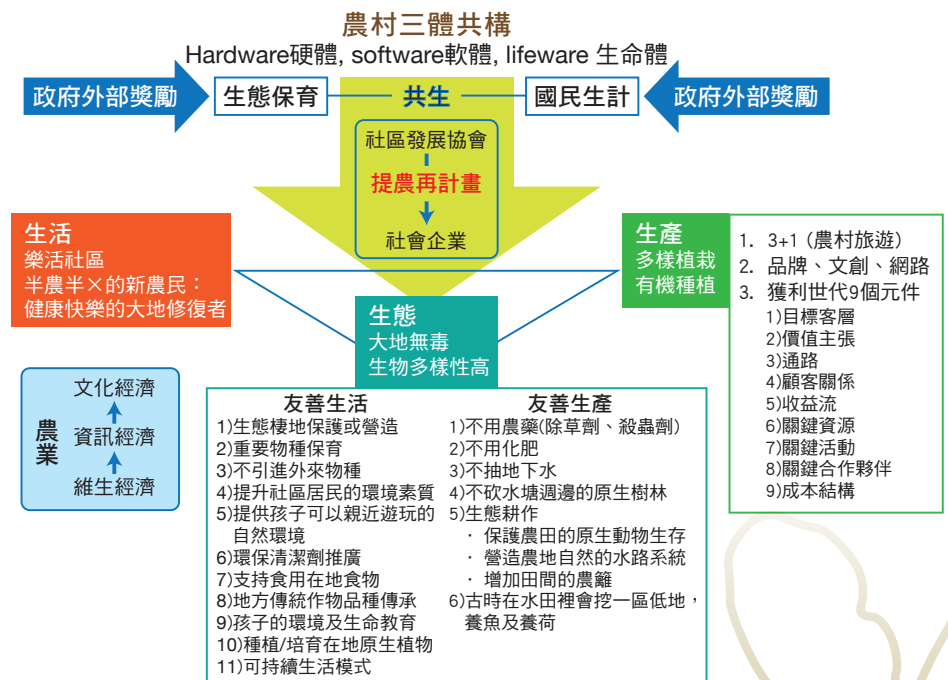 農村三體共構
Hardware硬體, software軟體, lifeware 生命體
政府外部獎勵
生態保育
共生
國民生計
政府外部獎勵
社區發展協會
提農再計畫
社會企業
生活
樂活社區
半農半×的新農民：
健康快樂的大地修復者
生產
多樣植栽
有機種植
1. 3+1 (農村旅遊)
2. 品牌、文創、網路
3. 獲利世代9個元件
1)目標客層
2)價值主張
3)通路
4)顧客關係
5)收益流
6)關鍵資源
7)關鍵活動
8)關鍵合作夥伴
9)成本結構
生態
大地無毒
生物多樣性高
農業
文化經濟
資訊經濟
維生經濟
友善生活
1)生態棲地保護或營造
2)重要物種保育
3)不引進外來物種
4)提升社區居民的環境素質
5)提供孩子可以親近遊玩的
自然環境
6)環保清潔劑推廣
7)支持食用在地食物
8)地方傳統作物品種傳承
9)孩子的環境及生命教育
10)種植/培育在地原生植物
11)可持續生活模式
友善生產
1)不用農藥(除草劑、殺蟲劑)
2)不用化肥
3)不抽地下水
4)不砍水塘週邊的原生樹林
5)生態耕作
· 保護農田的原生動物生存
· 營造農地自然的水路系統
· 增加田間的農籬
6)古時在水田裡會挖一區低地，
養魚及養荷